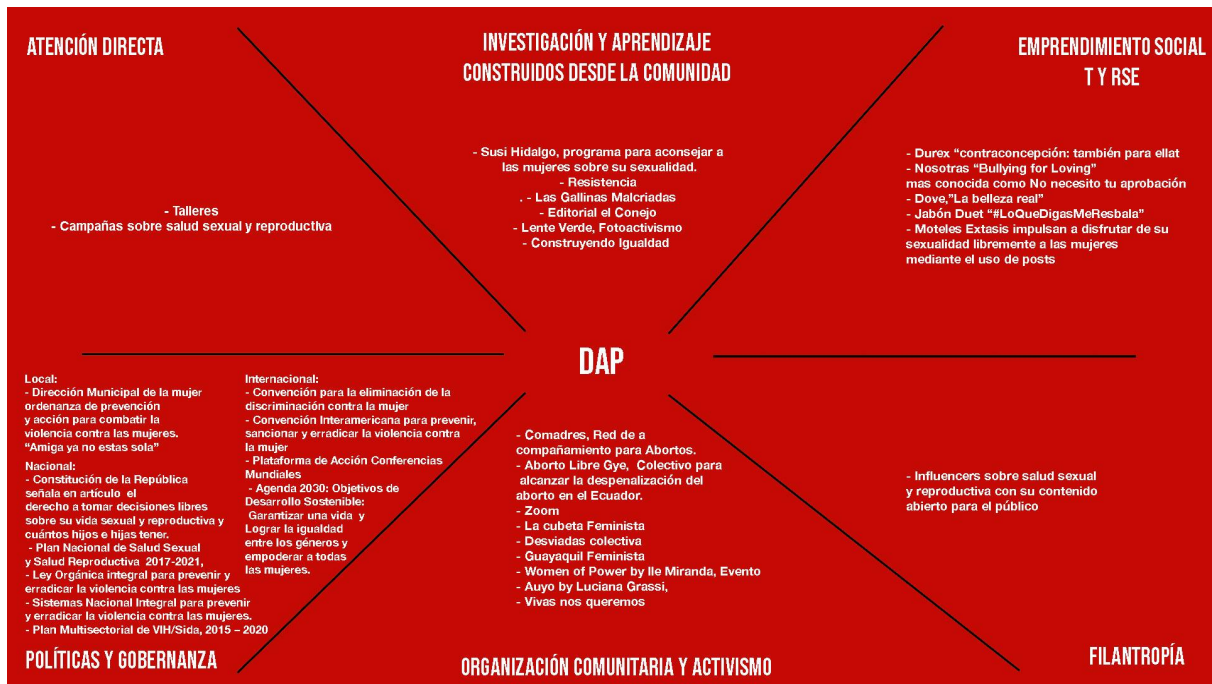 ATENCIÓN DIRECTA
- Talleres
- Campañas sobre salud sexual y reproductiva
INVESTIGACIÓN Y APRENDIZAJE
CONSTRUIDOS DESDE LA COMUNIDAD
- Susi Hidalgo, programa para aconsejar a
las mujeres sobre su sexualidad.
- Resistencia
. - Las Gallinas Malcriadas
- Editorial el Conejo
- Lente Verde, Fotoactivismo
- Construyendo Igualdad
EMPRENDIMIENTO SOCIAL
T Y RSE
- Durex “contraconcepción: también para ellat
- Nosotras “Bullying for Loving”
mas conocida como No necesito tu aprobación
- Dove,”La belleza real”
- Jabón Duet “#LoQueDigasMeResbala”
- Moteles Extasis impulsan a disfrutar de su
sexualidad libremente a las mujeres
mediante el uso de posts
DAP
Local:
- Dirección Municipal de la mujer
ordenanza de prevención
y acción para combatir la
violencia contra las mujeres.
“Amiga ya no estas sola”
Nacional:
- Constitución de la República
señala en artículo el
derecho a tomar decisiones libres
sobre su vida sexual y reproductiva y
cuántos hijos e hijas tener.
- Plan Nacional de Salud Sexual
y Salud Reproductiva 2017-2021,
- Ley Orgánica integral para prevenir y
erradicar la violencia contra las mujeres
- Sistemas Nacional Integral para prevenir
y erradicar la violencia contra las mujeres.
- Plan Multisectorial de VIH/Sida, 2015 – 2020
Internacional:
- Convención para la eliminación de la
discriminación contra la mujer
- Convención Interamericana para prevenir,
sancionar y erradicar la violencia contra
la mujer
- Plataforma de Acción Conferencias
Mundiales
- Agenda 2030: Objetivos de
Desarrollo Sostenible:
Garantizar una vida y
Lograr la igualdad
entre los géneros y
empoderar a todas
las mujeres.
POLÍTICAS Y GOBERNANZA
- Comadres, Red de a
compañamiento para Abortos.
- Aborto Libre Gye, Colectivo para
alcanzar la despenalización del
aborto en el Ecuador.
- Zoom
- La cubeta Feminista
- Desviadas colectiva
- Guayaquil Feminista
- Women of Power by Ile Miranda, Evento
- Auyo by Luciana Grassi,
- Vivas nos queremos
ORGANIZACIÓN COMUNITARIA Y ACTIVISMO
- Influencers sobre salud sexual
y reproductiva con su contenido
abierto para el público
FILANTROPÍA